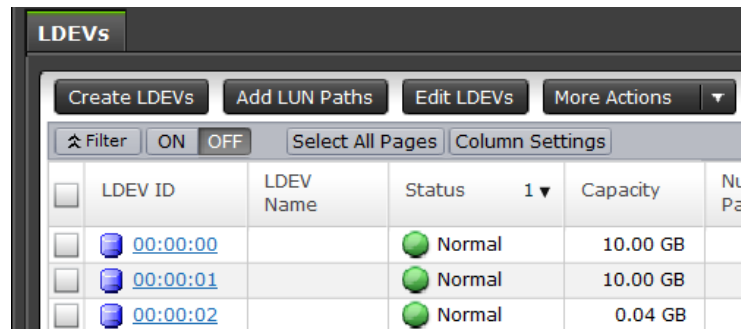 LDEVs
Create LDEVs Add LUN Paths Edit LDEVs More Actions
Filter ON OFF Select All Pages Column Settings
LDEV ID LDEV Name Status 1 Capacity
00:00:00 Normal 10.00 GB
00:00:01 Normal 10.00 GB
00:00:02 Normal 0.04 GB